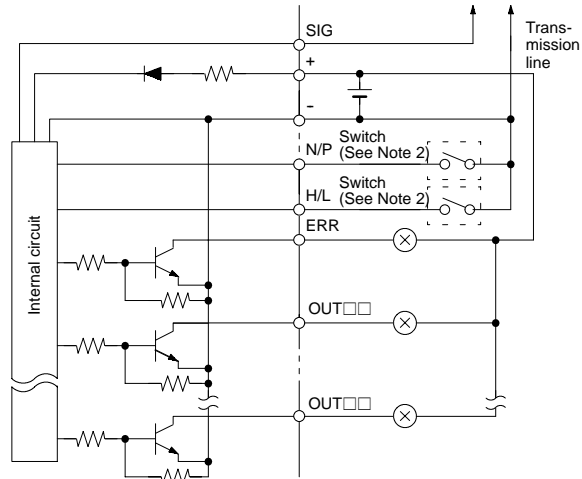 SIG
Trans-
mission
line
+
-
N/P
Switch
(See Note 2)
H/L
Switch
(See Note 2)
ERR
Internal circuit
OUT□□
OUT□□